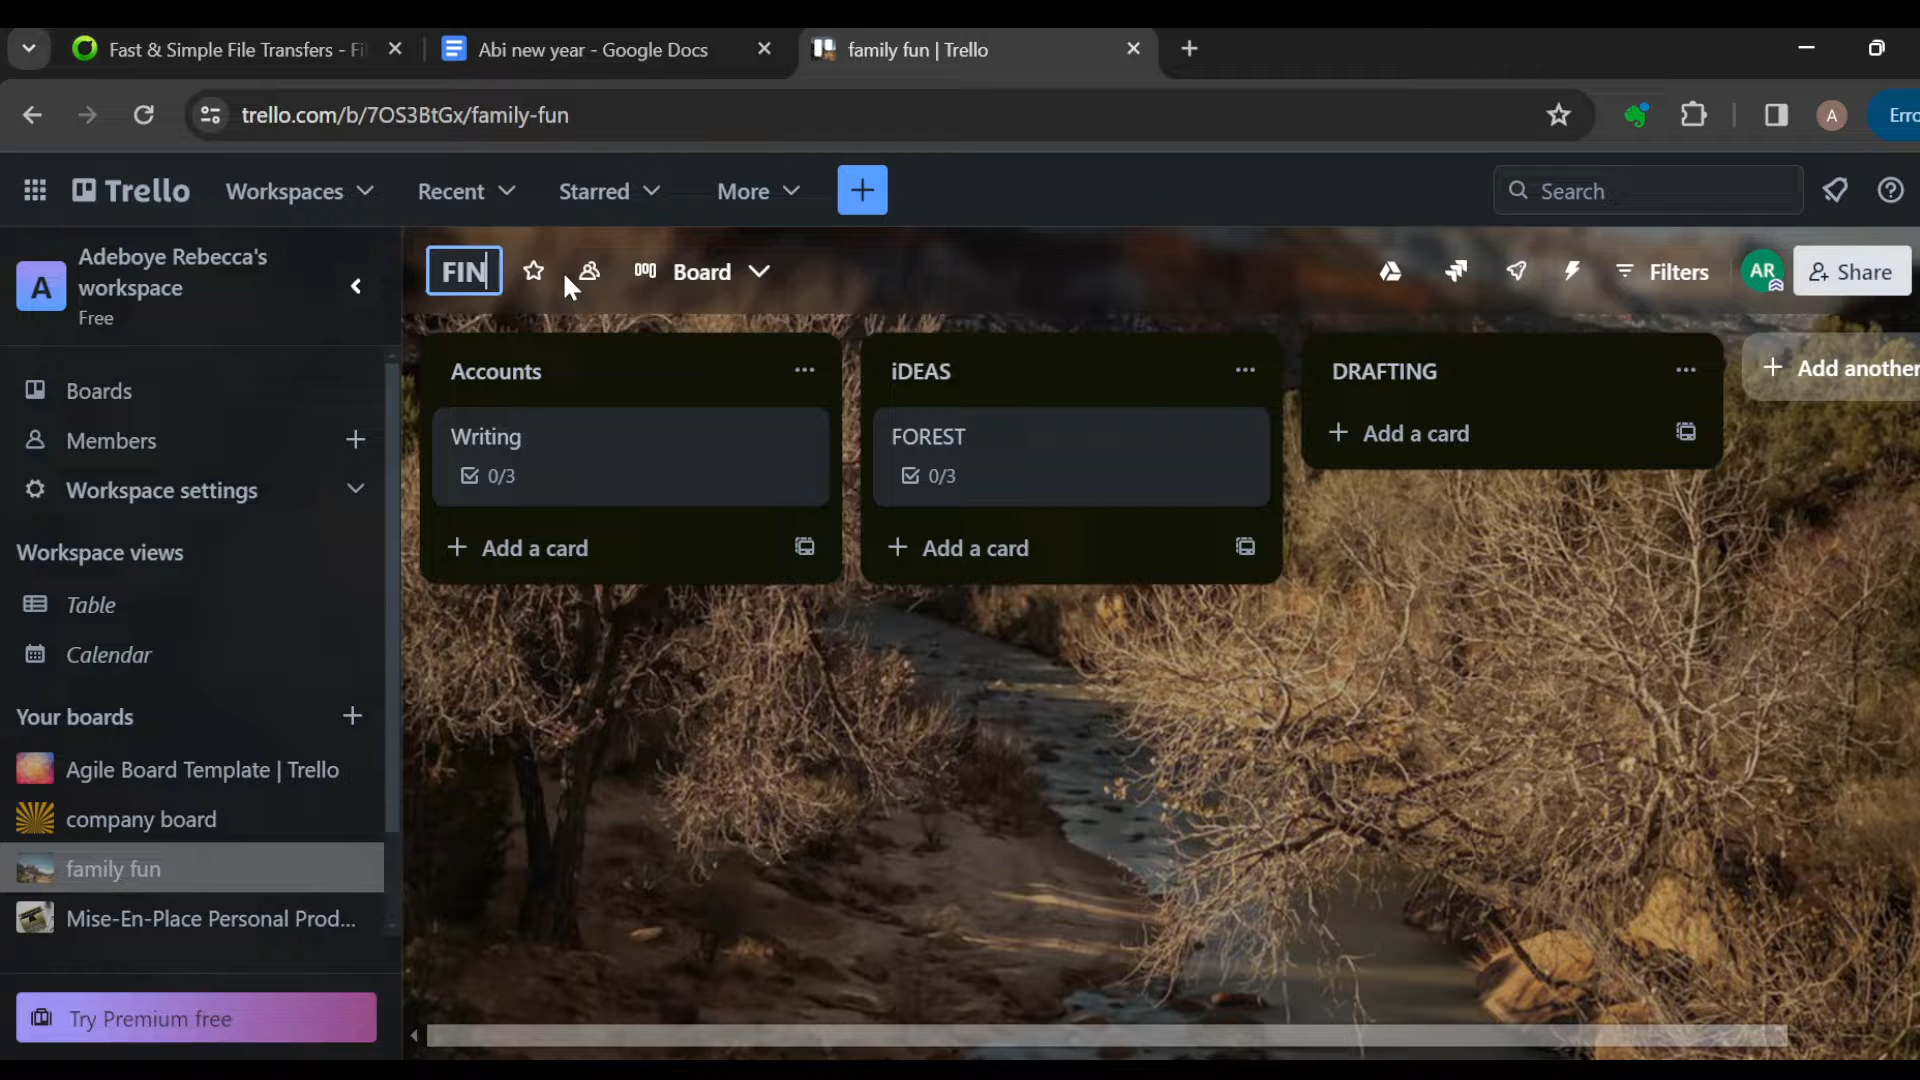 Fast & Simple File Transfers - Fi
Abi new year - Google Docs
family fun | Trello
trello.com/b/7OS3BtGx/family-fun
A
Erro
Trello
Workspaces
Recent
Starred
More
Search
A
Adeboye Rebecca's
workspace
Free
FIN
Board
Filters
AR
Share
Boards
Members
Workspace settings
Workspace views
Table
Calendar
Your boards
Agile Board Template | Trello
company board
family fun
Mise-En-Place Personal Prod...
Try Premium free
Accounts
Writing
0/3
Add a card
iDEAS
FOREST
0/3
Add a card
DRAFTING
Add a card
Add another